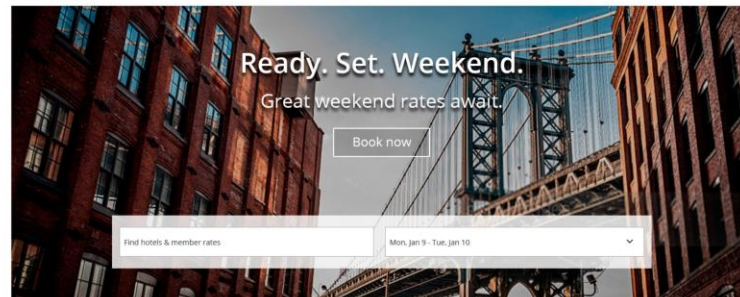 Ready. Set. Weekend.
Great weekend rates await.
Book now
Find hotels & member rates
Mon, Jan 9 - Tue, Jan 10